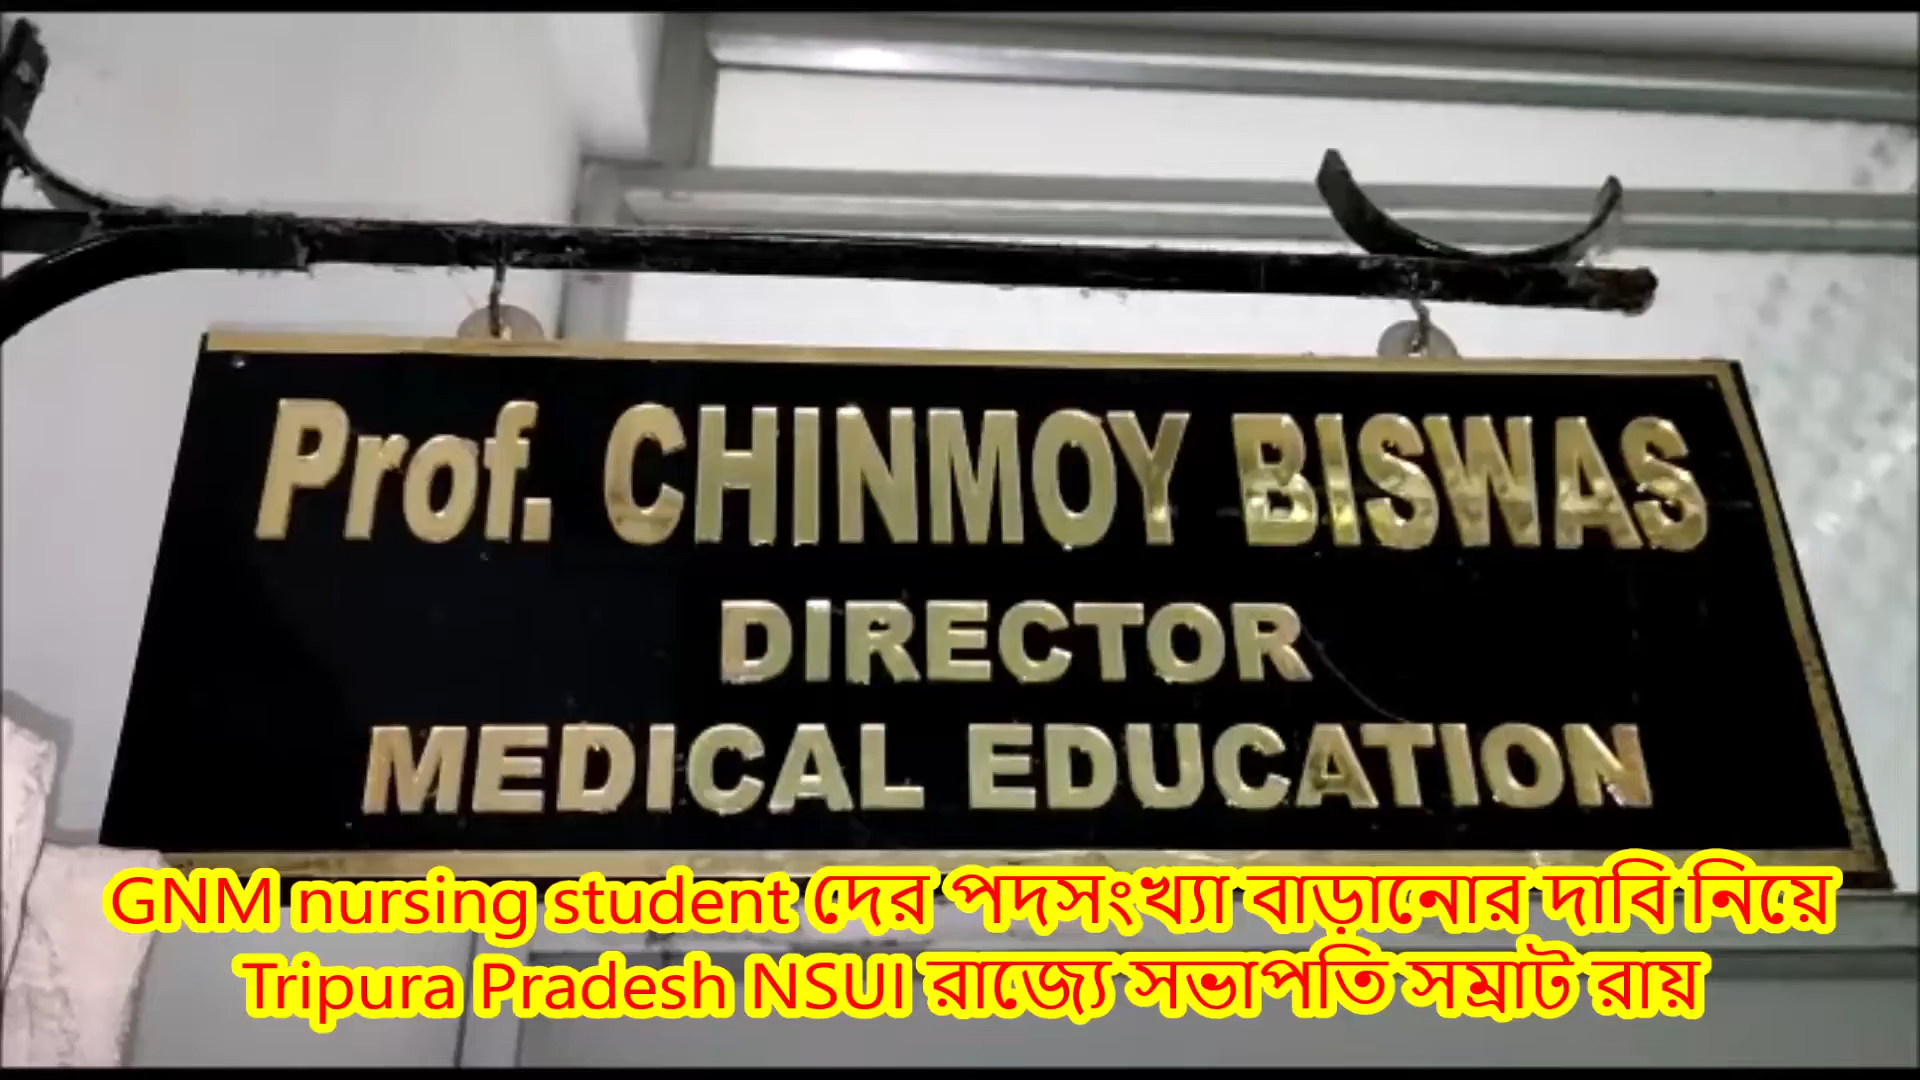 Prof. CHINMOY BISWAS
DIRECTOR
MEDICAL EDUCATION
GNM nursing student দের পদসংখ্যা বাড়ানোর দাবি নিয়ে
Tripura Pradesh NSUI রাজ্যে সভাপতি সম্রাট রায়